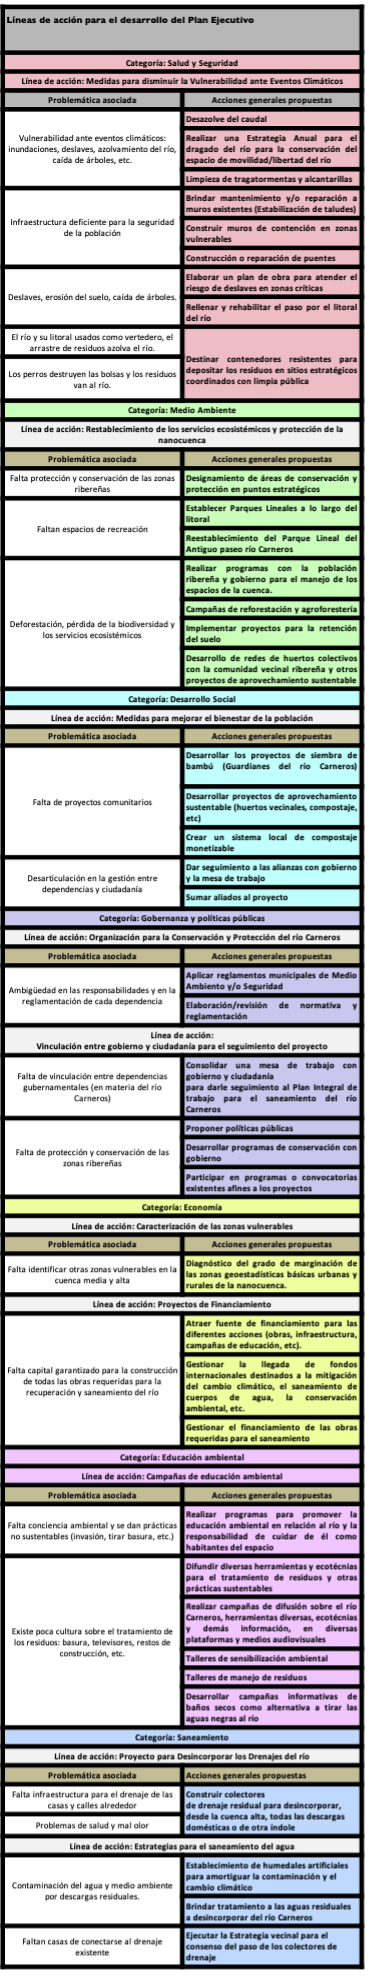 Líneas de acción para el desarrollo del Plan Ejecutivo
Categoría: Salud y Seguridad
Línea de acción: Medidas para disminuir la Vulnerabilidad ante Eventos Climáticos
Problemática asociada
Acciones generales propuestas
Vulnerabilidad ante eventos climáticos:
inundaciones, deslaves, azolvamiento del río,
caída de árboles, etc.
Desazolve del caudal
Realizar una Estrategia Anual para el
dragado del río para la conservación del
espacio de movilidad/libertad del río
Limpieza de tragatormentas y alcantarillas
Infraestructura deficiente para la seguridad
de la población
Brindar mantenimiento y/o reparación a
muros existentes (Estabilización de taludes)
Construir muros de contención en zonas
vulnerables
Construcción o reparación de puentes
Deslaves, erosión del suelo, caída de árboles.
Elaborar un plan de obra para atender el
riesgo de deslaves en zonas críticas
Rellenar y rehabilitar el paso por el litoral
del río
El río y su litoral usados como vertedero, el
arrastre de residuos azolva el río.
Los perros destruyen las bolsas y los residuos
van al río.
Destinar contenedores resistentes para
depositar los residuos en sitios estratégicos
coordinados con limpia pública
Categoría: Medio Ambiente
Línea de acción: Restablecimiento de los servicios ecosistémicos y protección de la
nanocuenca
Problemática asociada
Acciones generales propuestas
Falta protección y conservación de las zonas
ribereñas
Designamiento de áreas de conservación y
protección en puntos estratégicos
Faltan espacios de recreación
Establecer Parques Lineales a lo largo del
litoral
Reestablecimiento del Parque Lineal del
Antiguo paseo río Carneros
Deforestación, pérdida de la biodiversidad y
los servicios ecosistémicos
Realizar programas con la población
ribereña y gobierno para el manejo de los
espacios de la cuenca.
Campañas de reforestación y agroforestería
Implementar proyectos para la retención
del suelo
Desarrollo de redes de huertos colectivos
con la comunidad vecinal ribereña y otros
proyectos de aprovechamiento sustentable
Categoría: Desarrollo Social
Línea de acción: Medidas para mejorar el bienestar de la población
Problemática asociada
Acciones generales propuestas
Falta de proyectos comunitarios
Desarrollar los proyectos de siembra de
bambú (Guardianes del río Carneros)
Desarrollar proyectos de aprovechamiento
sustentable (huertos vecinales, compostaje,
etc)
Crear un sistema local de compostaje
monetizable
Desarticulación en la gestión entre
dependencias y ciudadanía
Dar seguimiento a las alianzas con gobierno
y la mesa de trabajo
Sumar aliados al proyecto
Categoría: Gobernanza y políticas públicas
Línea de acción: Organización para la Conservación y Protección del río Carneros
Problemática asociada
Acciones generales propuestas
Ambigüedad en las responsabilidades y en la
reglamentación de cada dependencia
Aplicar reglamentos municipales de Medio
Ambiente y/o Seguridad
Elaboración/revisión de normativa y
reglamentación
Línea de acción:
Vinculación entre gobierno y ciudadanía para el seguimiento del proyecto
Falta de vinculación entre dependencias
gubernamentales (en materia del río
Carneros)
Consolidar una mesa de trabajo con
gobierno y ciudadanía
para darle seguimiento al Plan Integral de
trabajo para el saneamiento del río
Carneros
Falta de protección y conservación de las
zonas ribereñas
Proponer políticas públicas
Desarrollar programas de conservación con
gobierno
Participar en programas o convocatorias
existentes afines a los proyectos
Categoría: Economía
Línea de acción: Caracterización de las zonas vulnerables
Problemática asociada
Acciones generales propuestas
Falta identificar otras zonas vulnerables en la
cuenca media y alta
Diagnóstico del grado de marginación de
las zonas geoestadísticas básicas urbanas y
rurales de la nanocuenca.
Línea de acción: Proyectos de Financiamiento
Falta capital garantizado para la construcción
de todas las obras requeridas para la
recuperación y saneamiento del río
Atraer fuente de financiamiento para las
diferentes acciones (obras, infraestructura,
campañas de educación, etc).
Gestionar la llegada de fondos
internacionales destinados a la mitigación
del cambio climático, el saneamiento de
cuerpos de agua, la conservación
ambiental, etc.
Gestionar el financiamiento de las obras
requeridas para el saneamiento
Categoría: Educación ambiental
Línea de acción: Campañas de educación ambiental
Problemática asociada
Acciones generales propuestas
Falta conciencia ambiental y se dan prácticas
no sustentables (invasión, tirar basura, etc.)
Realizar programas para promover la
educación ambiental en relación al río y la
responsabilidad de cuidar de él como
habitantes del espacio
Existe poca cultura sobre el tratamiento de
los residuos: basura, televisores, restos de
construcción, etc.
Difundir diversas herramientas y ecotécnias
para el tratamiento de residuos y otras
prácticas sustentables
Realizar campañas de difusión sobre el río
Carneros, herramientas diversas, ecotécnias
y demás información, en diversas
plataformas y medios audiovisuales
Talleres de sensibilización ambiental
Talleres de manejo de residuos
Desarrollar campañas informativas de
baños secos como alternativa a tirar las
aguas negras al río
Categoría: Saneamiento
Línea de acción: Proyecto para Desincorporar los Drenajes del río
Problemática asociada
Acciones generales propuestas
Falta infraestructura para el drenaje de las
casas y calles alrededor
Problemas de salud y mal olor
Construir colectores
de drenaje residual para desincorporar,
desde la cuenca alta, todas las descargas
domésticas o de otra índole
Línea de acción: Estrategias para el saneamiento del agua
Contaminación del agua y medio ambiente
por descargas residuales.
Establecimiento de humedales artificiales
para amortiguar la contaminación y el
cambio climático
Brindar tratamiento a las aguas residuales
a desincorporar del río Carneros
Faltan casas de conectarse al drenaje
existente
Ejecutar la Estrategia vecinal para el
consenso del paso de los colectores de
drenaje